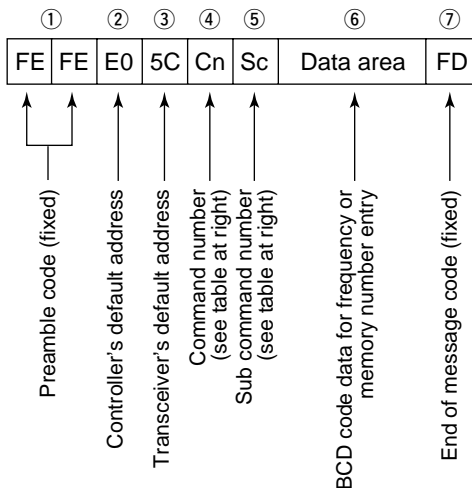 ① ② ③ ④ ⑤ ⑥ ⑦
FE FE E0 5C Cn Sc Data area FD
Preamble code (fixed)
Controller's default address
Transceiver's default address
Command number
(see table at right)
Sub command number
(see table at right)
BCD code data for frequency or
memory number entry
End of message code (fixed)